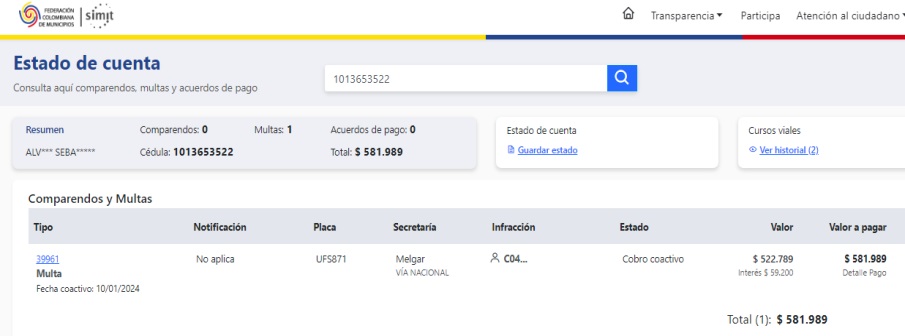 FEDERACIÓN
COLOMBIANA
DE MUNICIPIOS
simit
Transparencia Participa Atención al ciudadano
Estado de cuenta
Consulta aquí comparendos, multas y acuerdos de pago
1013653522
Resumen Comparendos: 0 Multas: 1 Acuerdos de pago: 0
ALV*** SEBA***** Cédula: 1013653522 Total: $ 581.989
Estado de cuenta
Guardar estado
Cursos viales
Ver historial (2)
Comparendos y Multas
Tipo Notificación Placa Secretaría Infracción Estado Valor Valor a pagar
39961 No aplica UFS871 Melgar C04... Cobro coactivo $ 522.789 $ 581.989
Multa VÍA NACIONAL Interés $ 59.200 Detalle Pago
Fecha coactivo: 10/01/2024
Total (1): $ 581.989